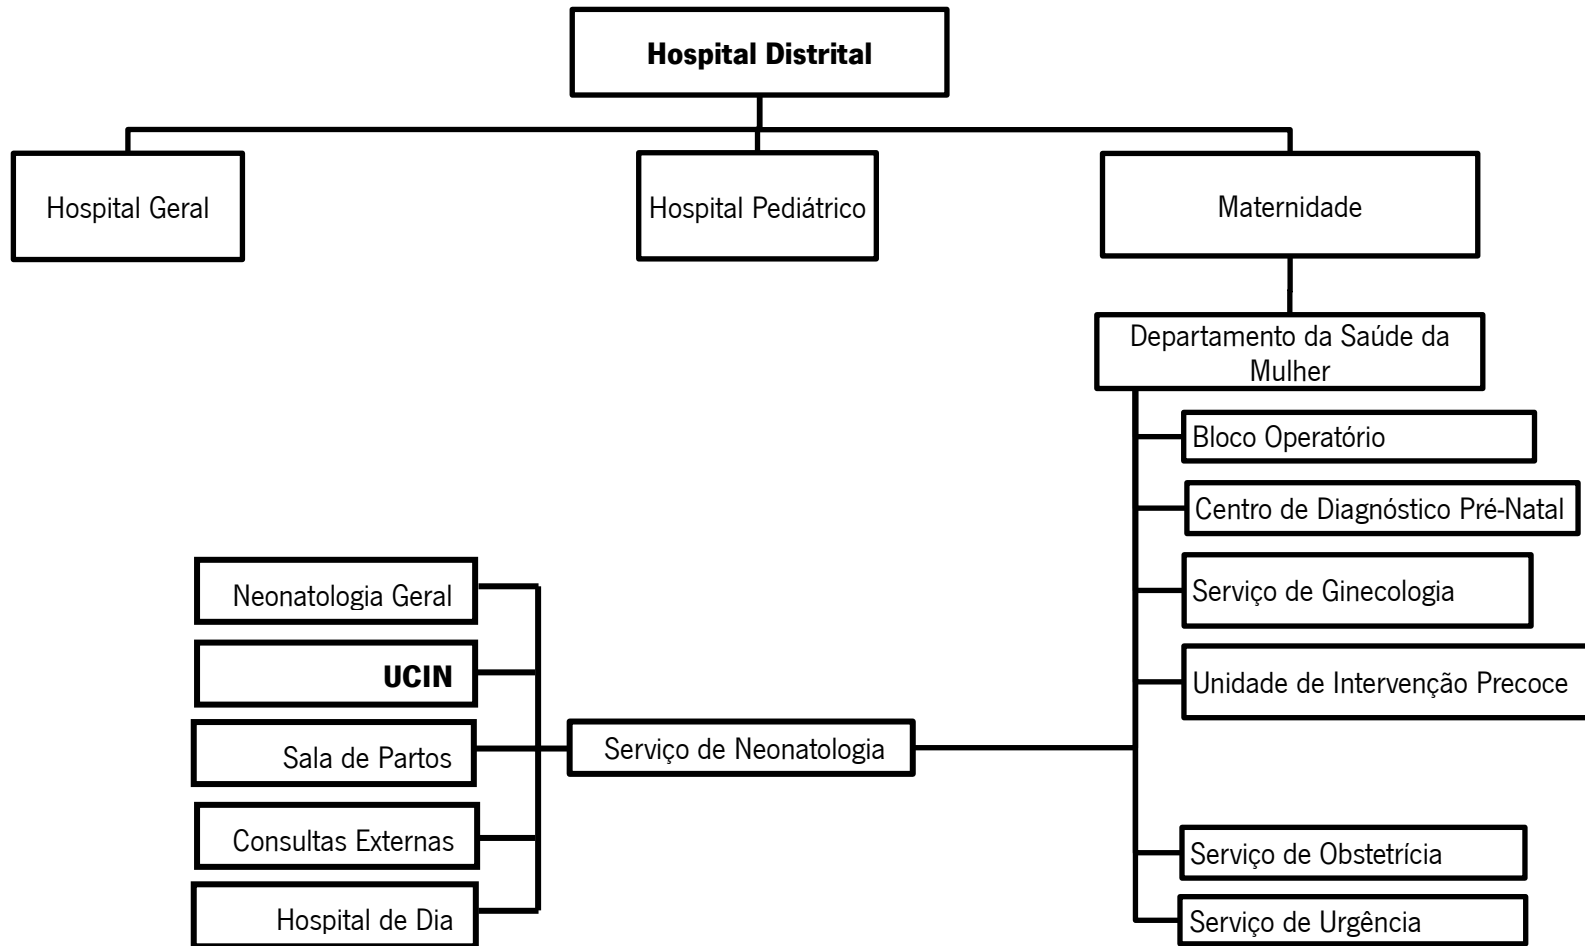 Hospital Distrital
Hospital Geral
Hospital Pediátrico
Maternidade
Departamento da Saúde da
Mulher
Bloco Operatório
Centro de Diagnóstico Pré-Natal
Serviço de Ginecologia
Unidade de Intervenção Precoce
Serviço de Neonatologia
Neonatologia Geral
UCIN
Sala de Partos
Consultas Externas
Hospital de Dia
Serviço de Obstetrícia
Serviço de Urgência